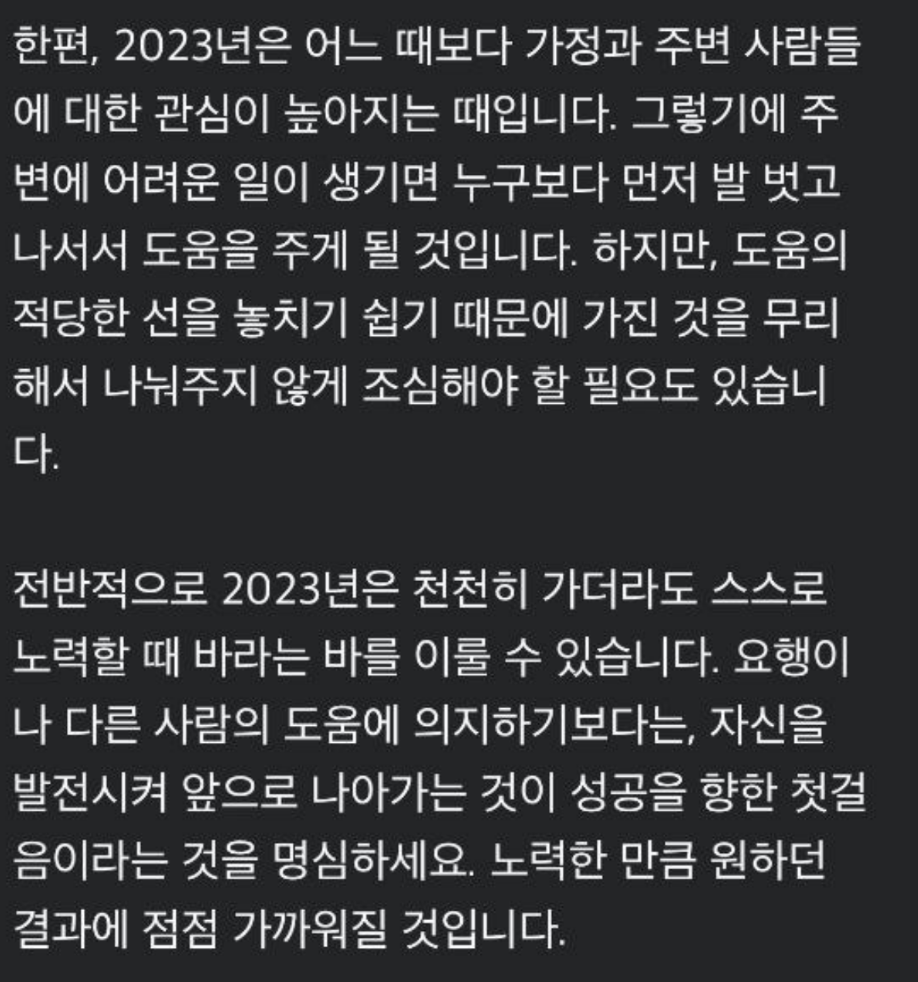 한편, 2023년은 어느 때보다 가정과 주변 사람들
에 대한 관심이 높아지는 때입니다. 그렇기에 주
변에 어려운 일이 생기면 누구보다 먼저 발 벗고
나서서 도움을 주게 될 것입니다. 하지만, 도움의
적당한 선을 놓치기 쉽기 때문에 가진 것을 무리
해서 나눠주지 않게 조심해야 할 필요도 있습니
다.
전반적으로 2023년은 천천히 가더라도 스스로
노력할 때 바라는 바를 이룰 수 있습니다. 요행이
나 다른 사람의 도움에 의지하기보다는, 자신을
발전시켜 앞으로 나아가는 것이 성공을 향한 첫걸
음이라는 것을 명심하세요. 노력한 만큼 원하던
결과에 점점 가까워질 것입니다.